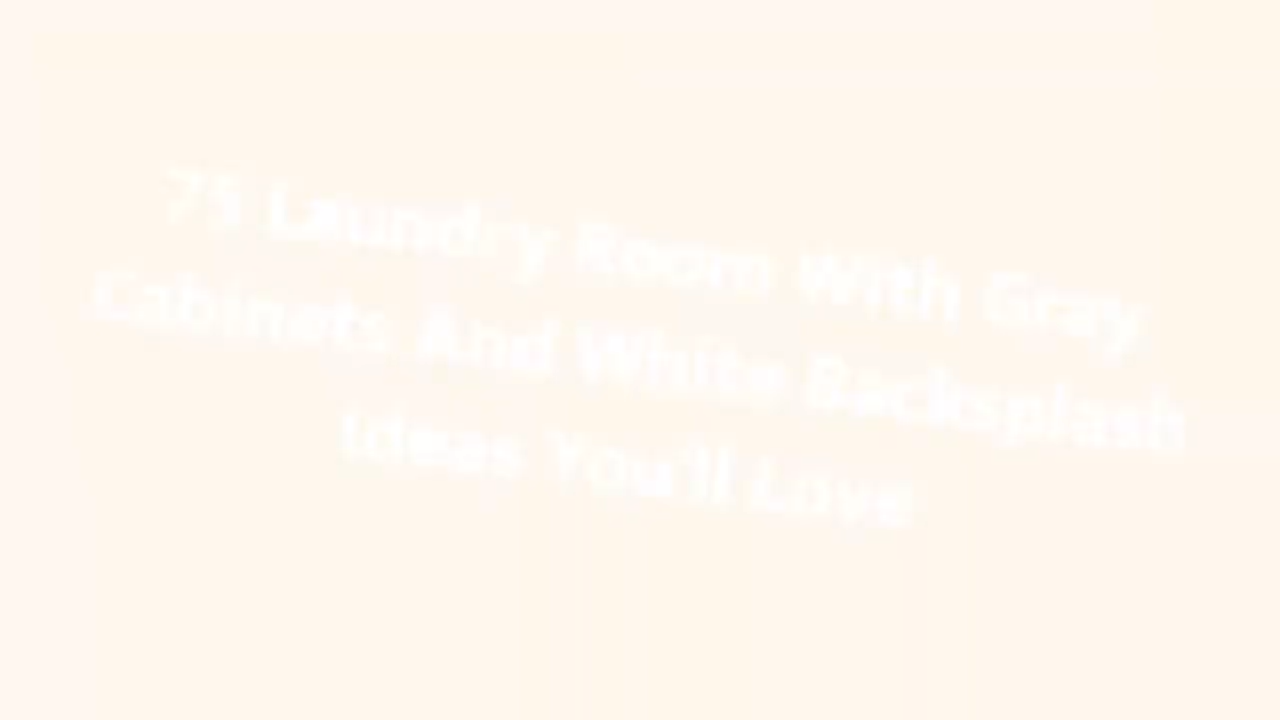 75 Laundry Room With Gray
Cabinets And White Backsplash
Ideas You'll Love